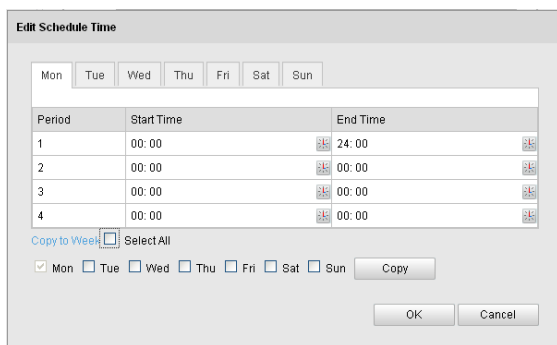 Edit Schedule Time
Mon Tue Wed Thu Fri Sat Sun
Period Start Time End Time
1 00: 00 24: 00
2 00: 00 00: 00
3 00: 00 00: 00
4 00: 00 00: 00
Copy to Week Select All
Mon Tue Wed Thu Fri Sat Sun Copy
OK Cancel